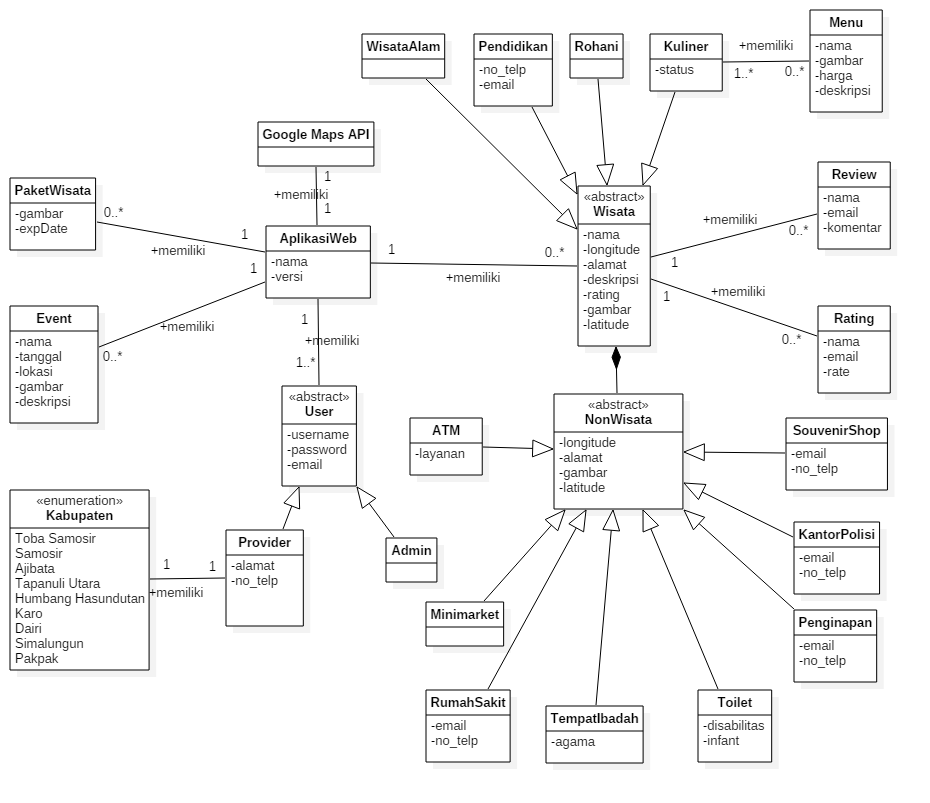 Menu
-nama
-gambar
-harga
-deskripsi
WisataAlam
Pendidikan
-no_telp
-email
Rohani
Kuliner
-status
+memiliki
1..*
0..*
Google Maps API
1
+memiliki
1
PaketWisata
-gambar
-expDate
0..*
+memiliki
1
AplikasiWeb
-nama
-versi
1
+memiliki
0..*
«abstract»
Wisata
-nama
-longitude
-alamat
-deskripsi
-rating
-gambar
-latitude
Review
-nama
-email
-komentar
+memiliki
0..*
1
Rating
-nama
-email
-rate
+memiliki
0..*
1
Event
-nama
-tanggal
-lokasi
-gambar
-deskripsi
1
+memiliki
0..*
1
+memiliki
1..*
«abstract»
User
-username
-password
-email
«abstract»
NonWisata
-longitude
-alamat
-gambar
-latitude
ATM
-layanan
SouvenirShop
-email
-no_telp
«enumeration»
Kabupaten
Toba Samosir
Samosir
Ajibata
Tapanuli Utara
Humbang Hasundutan
Karo
Dairi
Simalungun
Pakpak
1
1
+memiliki
Provider
-alamat
-no_telp
Admin
KantorPolisi
-email
-no_telp
Minimarket
Penginapan
-email
-no_telp
RumahSakit
-email
-no_telp
TempatIbadah
-agama
Toilet
-disabilitas
-infant